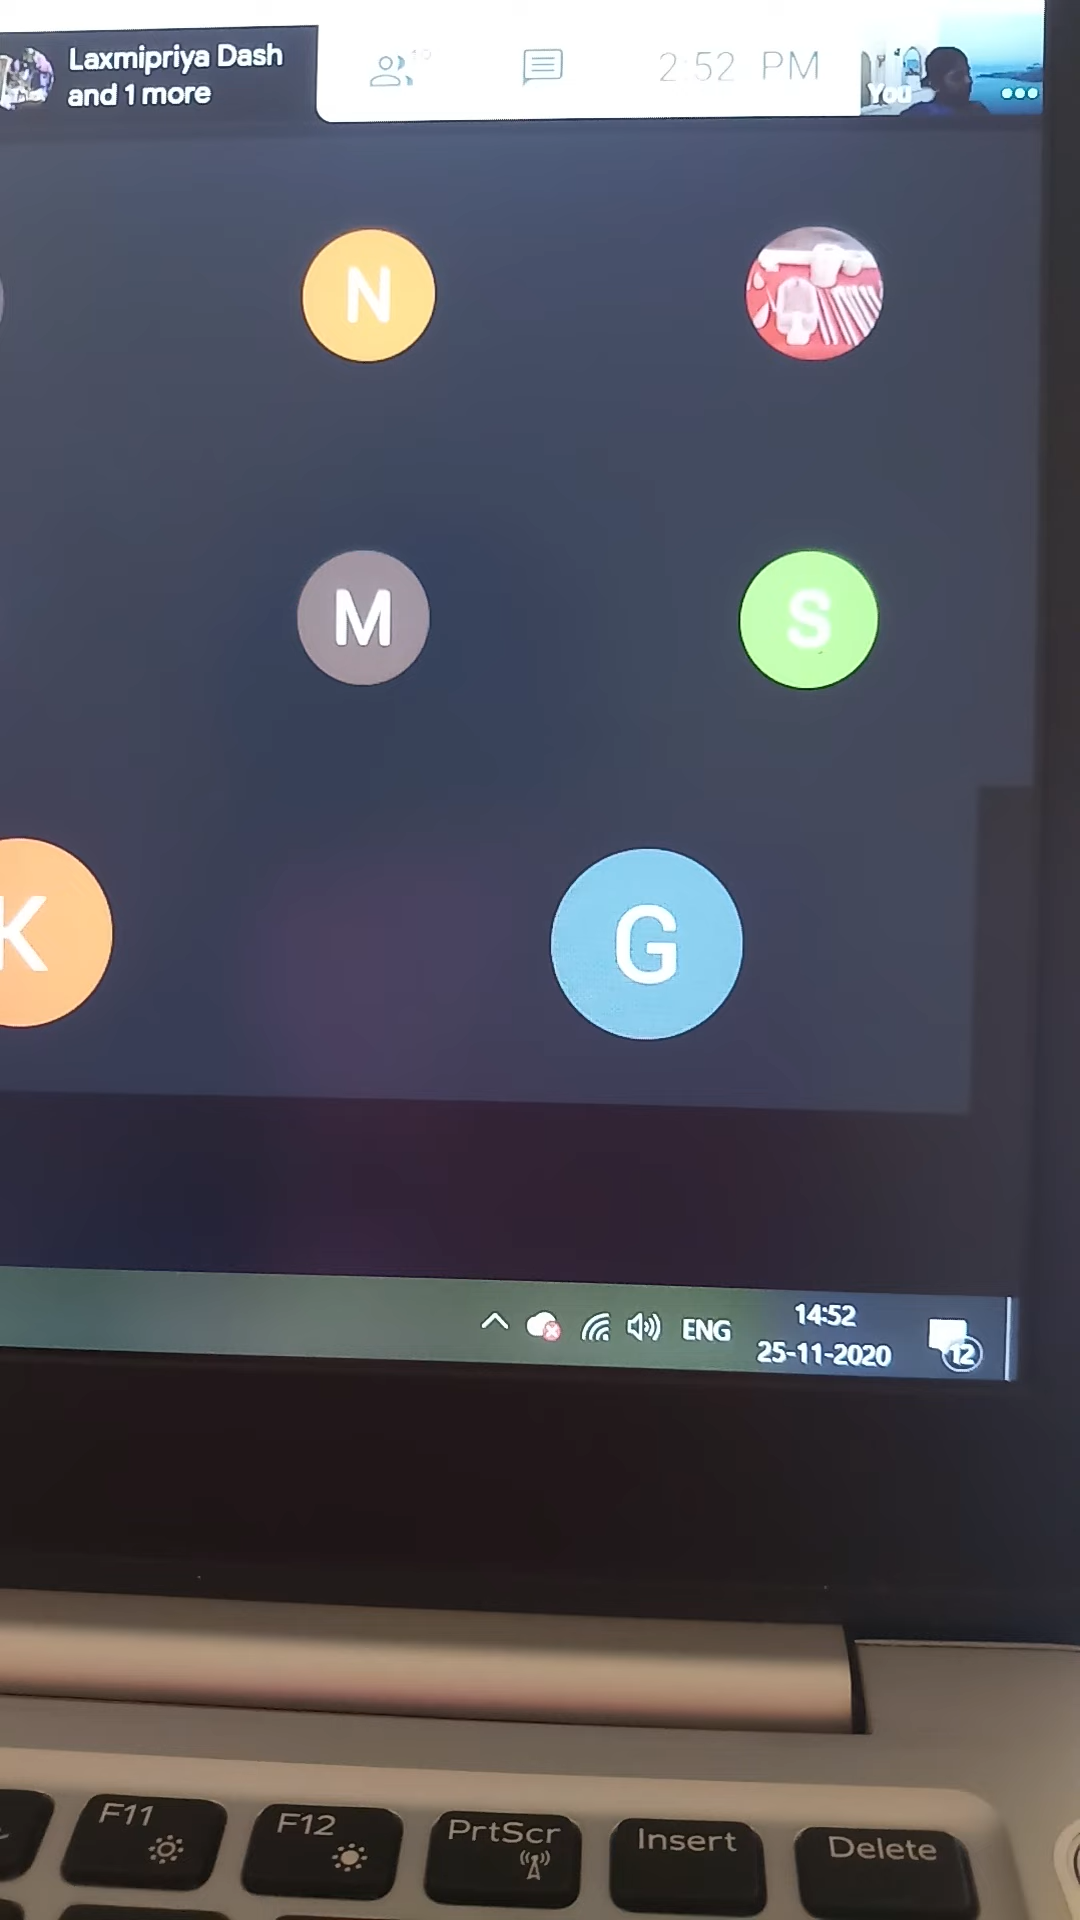 Laxmipriya Dash
and 1 more
2:52 PM
You
N
M
S
K
G
ENG
14:52
25-11-2020
12
F11
F12
PrtScr
Insert
Delete